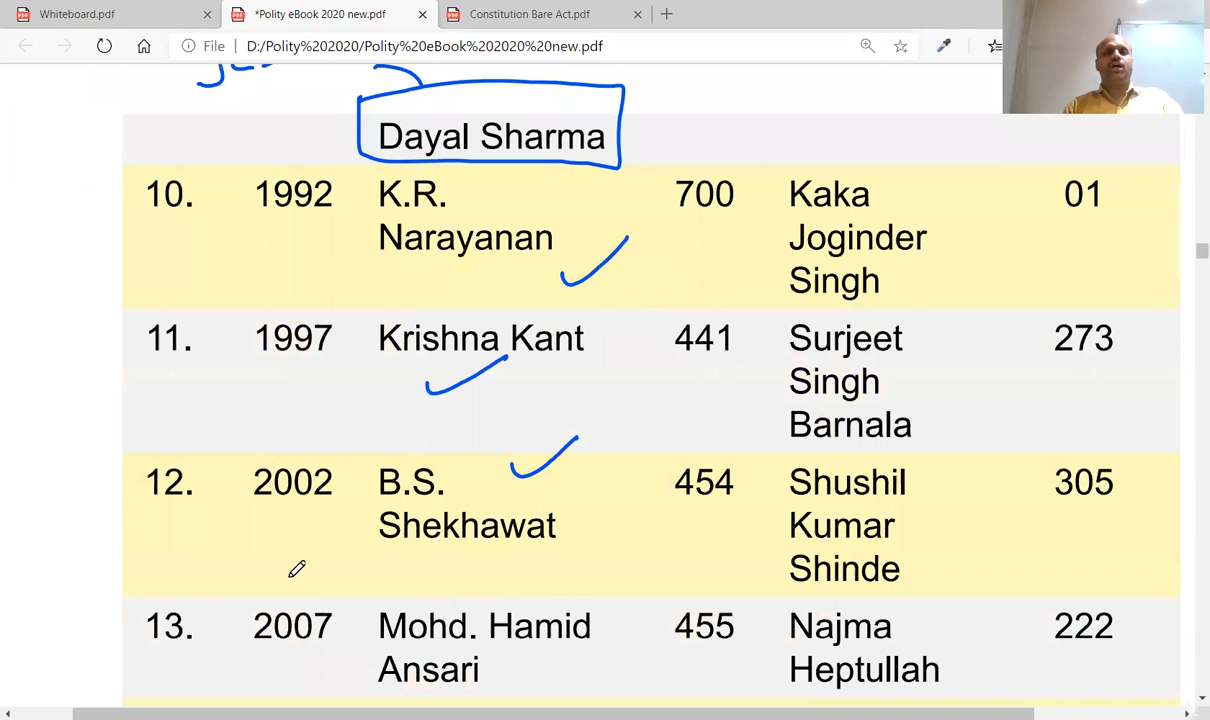 Whiteboard.pdf
*Polity eBook 2020 new.pdf
Constitution Bare Act.pdf
File
D:/Polity%202020/Polity%20eBook%202020%20new.pdf
Dayal Sharma
10. 1992 K.R. 700 Kaka 01
Narayanan Joginder
Singh
11. 1997 Krishna Kant 441 Surjeet 273
Singh
Barnala
12. 2002 B.S. 454 Shushil 305
Shekhawat Kumar
Shinde
13. 2007 Mohd. Hamid 455 Najma 222
Ansari Heptullah